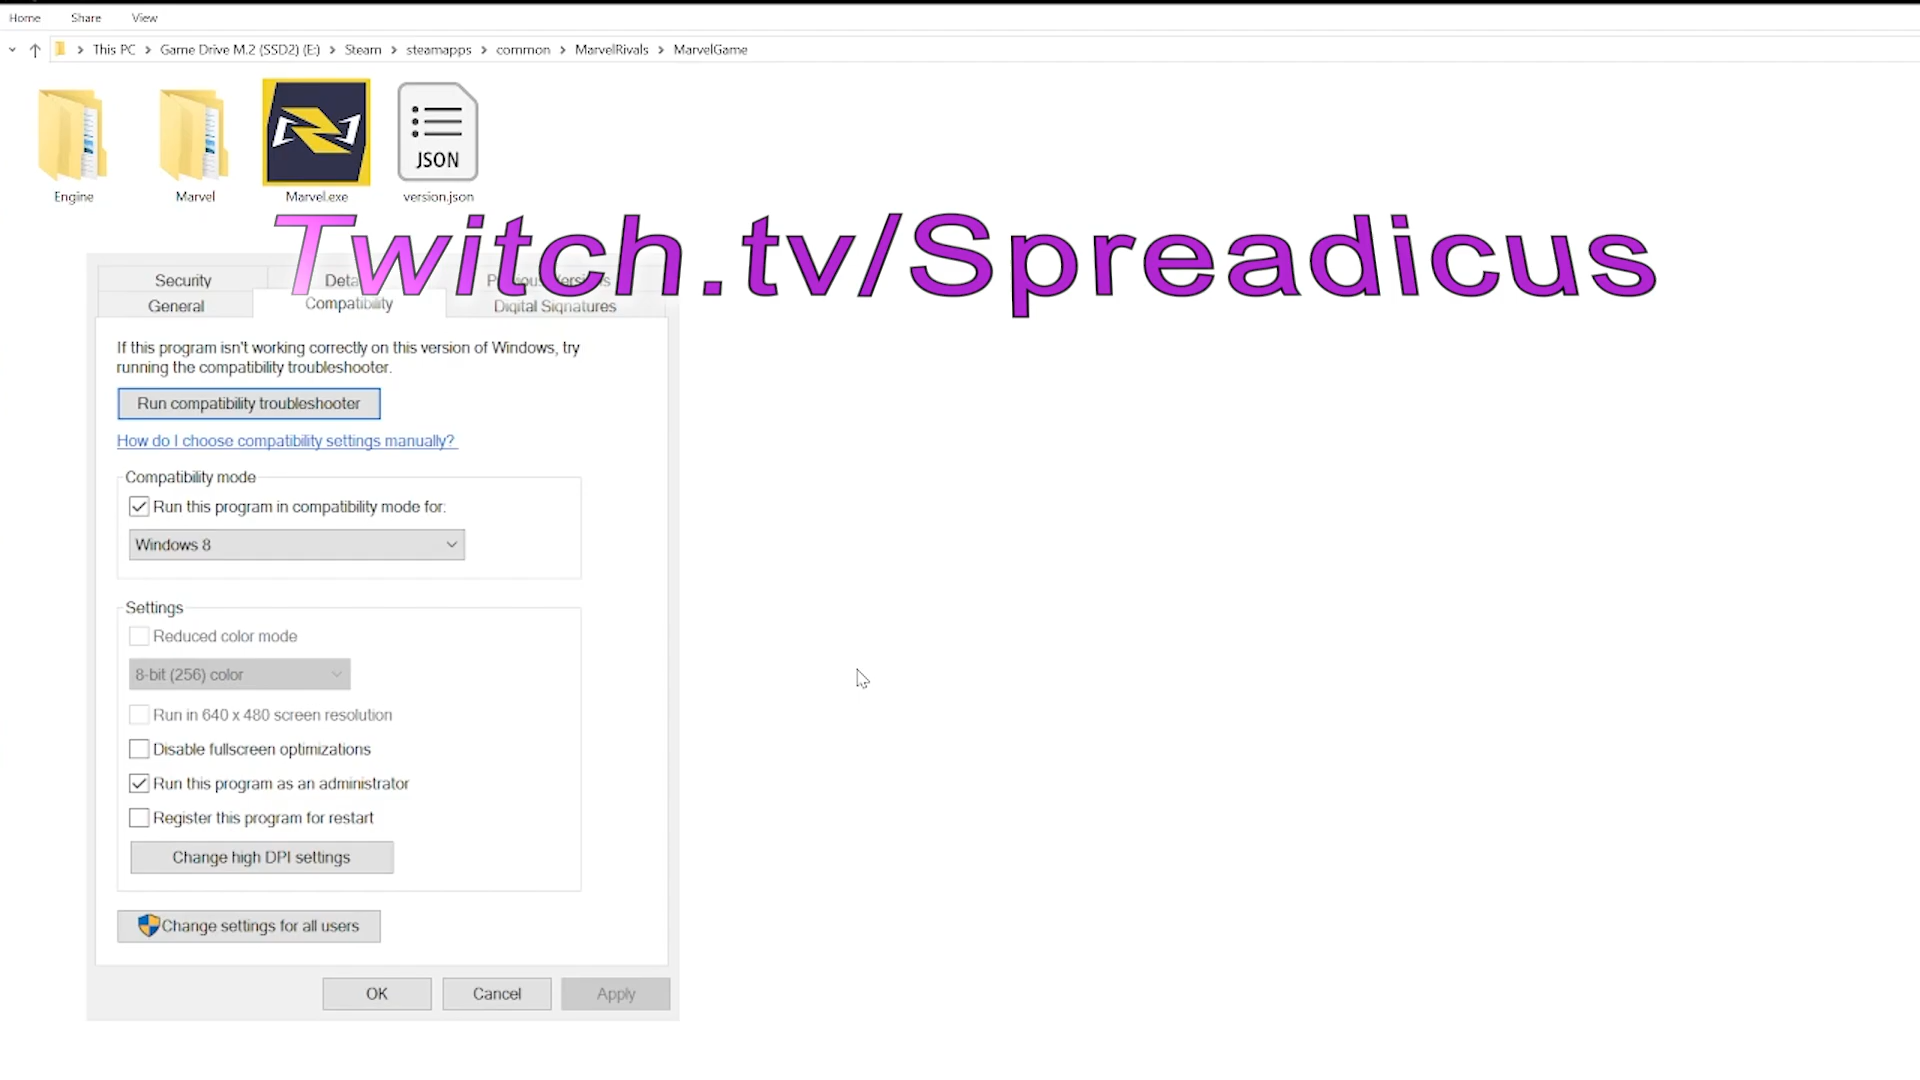 Home Share View
This PC > Game Drive M.2 (SSD2) (E:) > Steam > steamapps > common > MarvelRivals > MarvelGame
JSON
Engine Marvel Marvel.exe version.json
Twitch.tv/Spreadicus
Security Details Previous Versions
General Compatibility Digital Signatures
If this program isn't working correctly on this version of Windows, try
running the compatibility troubleshooter.
Run compatibility troubleshooter
How do I choose compatibility settings manually?
Compatibility mode
Run this program in compatibility mode for:
Windows 8
Settings
Reduced color mode
8-bit (256) color
Run in 640 x 480 screen resolution
Disable fullscreen optimizations
Run this program as an administrator
Register this program for restart
Change high DPI settings
Change settings for all users
OK Cancel Apply